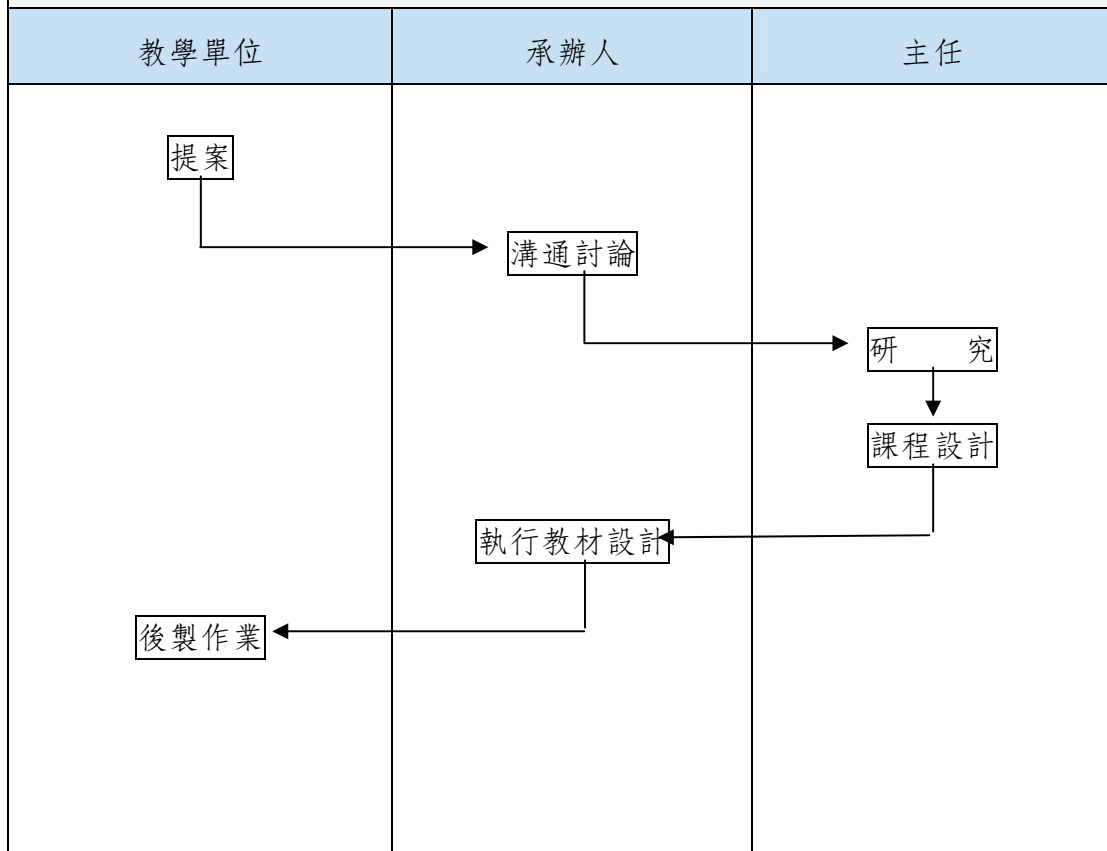 教學單位 承辦人 主任
提案
溝通討論
研 究
課程設計
執行教材設計
後製作業